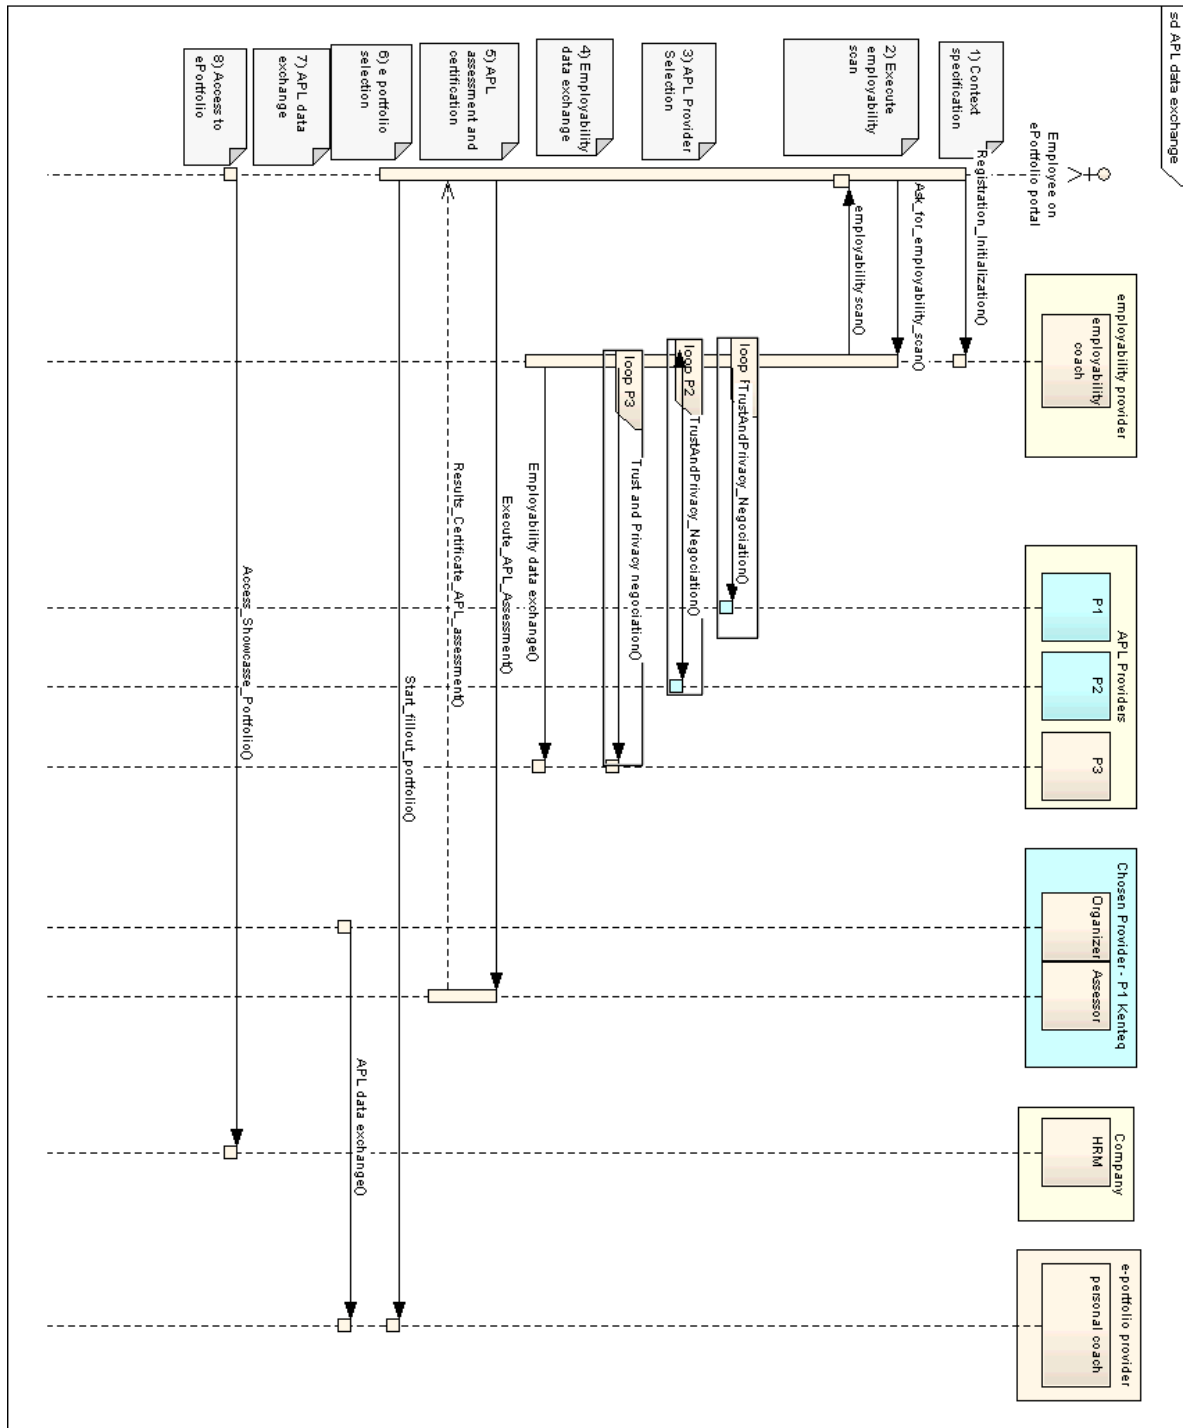 sd APL data exchange
Employee on
ePortfolio portal
employability provider
employability
coach
APL Providers
P1
P2
P3
Chosen Provider - P1 Kenteq
Organizer
Assessor
Company
HRM
e-portfolio provider
personal coach
1) Context
specification
Registration_Initialization()
2) Execute
employability
scan
Ask_for_employability_scan()
employability scan()
3) APL Provider
Selection
loop
TrustAndPrivacy_Negociation()
loop P2
TrustAndPrivacy_Negociation()
loop P3
Trust and Privacy negociation()
4) Employability
data exchange
Employability data exchange()
5) APL
assessment and
certification
Execute_APL_Assessment()
Results_Certificate_APL_assessment()
6) e portfolio
selection
Start_fillout_portfolio()
7) APL data
exchange
APL data exchange()
8) Access to
ePortfolio
Access_Showcasse_Portfolio()